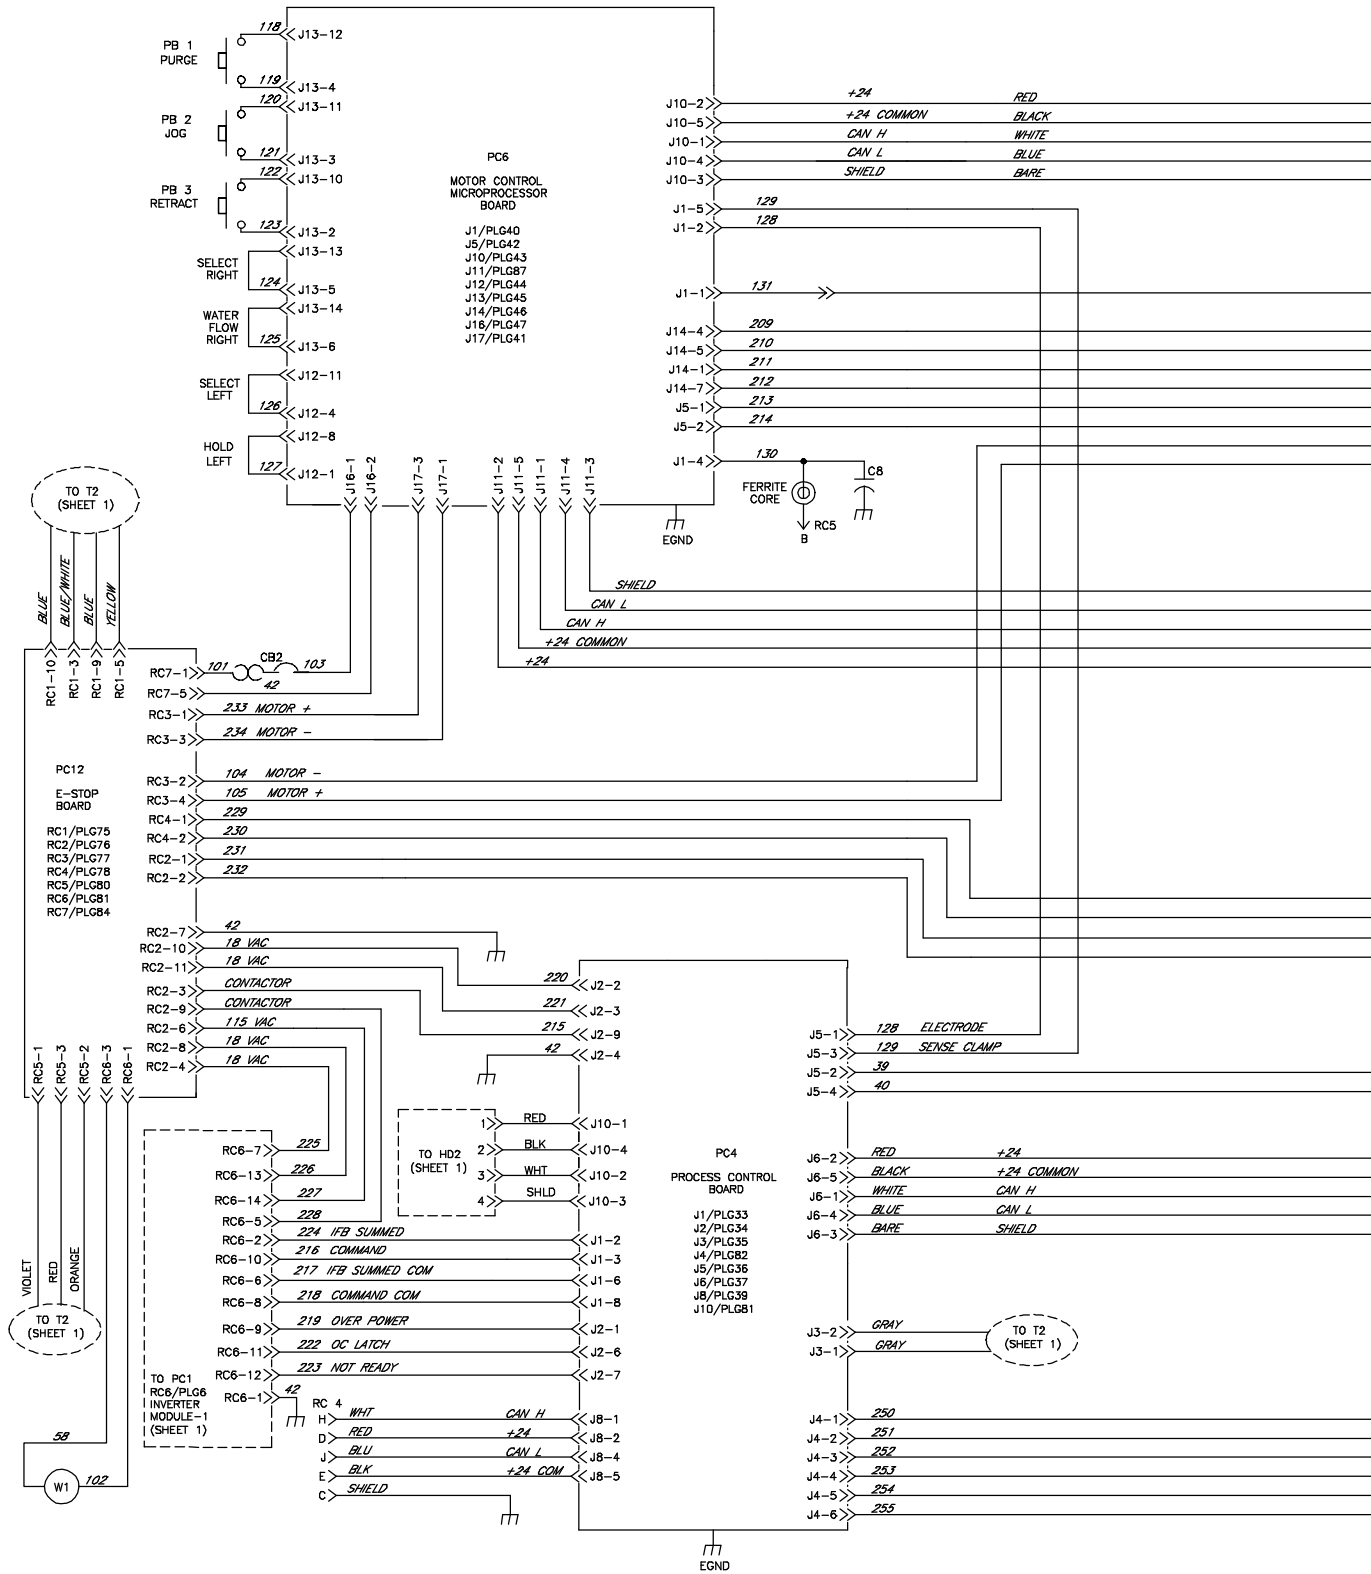 PB 1
PURGE
118
J13-12
119
J13-4
PB 2
JOG
120
J13-11
121
J13-3
PB 3
RETRACT
122
J13-10
123
J13-2
SELECT
RIGHT
J13-13
124
J13-5
WATER
FLOW
RIGHT
J13-14
125
J13-6
SELECT
LEFT
J12-11
126
J12-4
HOLD
LEFT
J12-8
127
J12-1
PC6
MOTOR CONTROL
MICROPROCESSOR
BOARD
J1/PLG40
J5/PLG42
J10/PLG43
J11/PLG87
J12/PLG44
J13/PLG45
J14/PLG46
J16/PLG47
J17/PLG41
J10-2 +24 RED
J10-5 +24 COMMON BLACK
J10-1 CAN H WHITE
J10-4 CAN L BLUE
J10-3 SHIELD BARE
J1-5 129
J1-2 128
J1-1 131
J14-4 209
J14-5 210
J14-1 211
J14-7 212
J5-1 213
J5-2 214
J1-4 130
FERRITE
CORE
C8
RC5
B
EGND
J16-1
J16-2
J17-3
J17-1
J11-2
J11-5
J11-1
J11-4
J11-3
SHIELD
CAN L
CAN H
+24 COMMON
+24
TO T2
(SHEET 1)
BLUE
BLUE/WHITE
BLUE
YELLOW
RC1-10
RC1-3
RC1-9
RC1-5
RC7-1 101 CB2 103
RC7-5 42
RC3-1 233 MOTOR +
RC3-3 234 MOTOR -
RC3-2 104 MOTOR -
RC3-4 105 MOTOR +
RC4-1 229
RC4-2 230
RC2-1 231
RC2-2 232
PC12
E-STOP
BOARD
RC1/PLG75
RC2/PLG76
RC3/PLG77
RC4/PLG78
RC5/PLG80
RC6/PLG81
RC7/PLG84
RC2-7 42
RC2-10 18 VAC
RC2-11 18 VAC
RC2-3 CONTACTOR
RC2-9 CONTACTOR
RC2-6 115 VAC
RC2-8 18 VAC
RC2-4 18 VAC
RC5-1
RC5-3
RC5-2
RC6-3
RC6-1
VIOLET
RED
ORANGE
TO T2
(SHEET 1)
58
W1
102
220 J2-2
221 J2-3
215 J2-9
42 J2-4
TO HD2
(SHEET 1)
1 RED J10-1
2 BLK J10-4
3 WHT J10-2
4 SHLD J10-3
RC6-7 225
RC6-13 226
RC6-14 227
RC6-5 228
RC6-2 224 IFB SUMMED J1-2
RC6-10 216 COMMAND J1-3
RC6-6 217 IFB SUMMED COM J1-6
RC6-8 218 COMMAND COM J1-8
RC6-9 219 OVER POWER J2-1
RC6-11 222 OC LATCH J2-6
RC6-12 223 NOT READY J2-7
RC6-1 42
TO PC1
RC6/PLG6
INVERTER
MODULE-1
(SHEET 1)
RC 4
H WHT CAN H J8-1
D RED +24 J8-2
J BLU CAN L J8-4
E BLK +24 COM J8-5
C SHIELD
PC4
PROCESS CONTROL
BOARD
J1/PLG33
J2/PLG34
J3/PLG35
J4/PLG82
J5/PLG36
J6/PLG37
J8/PLG39
J10/PLG81
J5-1 128 ELECTRODE
J5-3 129 SENSE CLAMP
J5-2 39
J5-4 40
J6-2 RED +24
J6-5 BLACK +24 COMMON
J6-1 WHITE CAN H
J6-4 BLUE CAN L
J6-3 BARE SHIELD
J3-2 GRAY
J3-1 GRAY
TO T2
(SHEET 1)
J4-1 250
J4-2 251
J4-3 252
J4-4 253
J4-5 254
J4-6 255
EGND